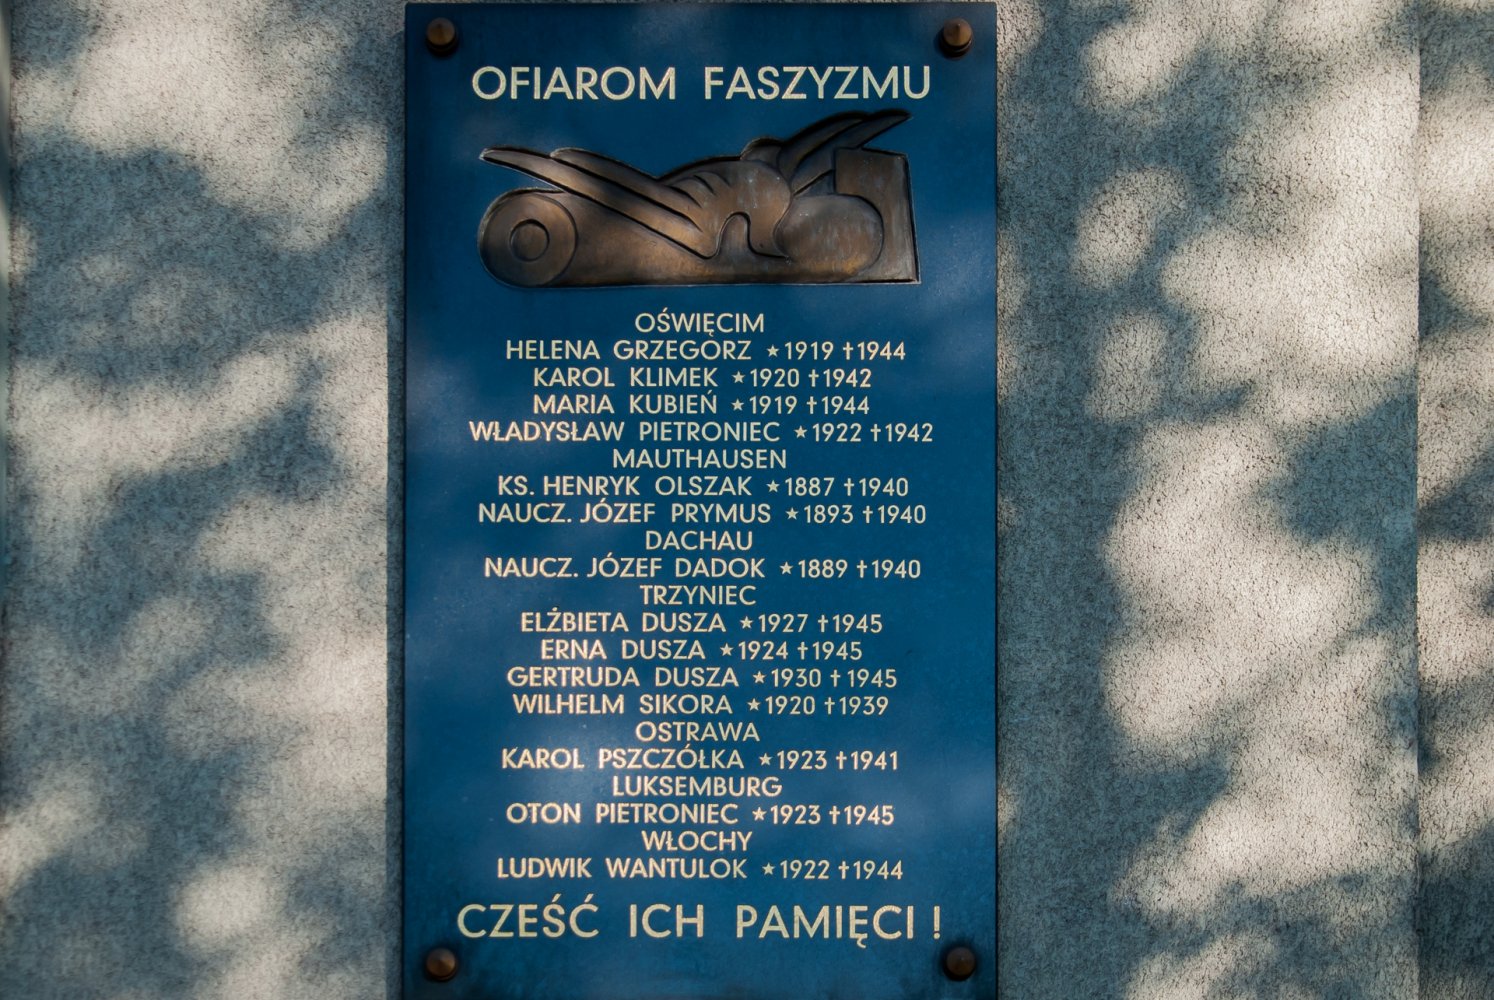 OFIAROM FASZYZMU
OŚWIĘCIM
HELENA GRZEGORZ ★1919 ✝1944
KAROL KLIMEK ★1920 ✝1942
MARIA KUBIEŃ ★1919 ✝1944
WŁADYSŁAW PIETRONIEC ★1922 ✝1942
MAUTHAUSEN
KS. HENRYK OLSZAK ★1887 ✝1940
NAUCZ. JÓZEF PRYMUS ★1893 ✝1940
DACHAU
NAUCZ. JÓZEF DADOK ★1889 ✝1940
TRZYNIEC
ELŻBIETA DUSZA ★1927 ✝1945
ERNA DUSZA ★1924 ✝1945
GERTRUDA DUSZA ★1930 ✝1945
WILHELM SIKORA ★1920 ✝1939
OSTRAWA
KAROL PSZCZÓŁKA ★1923 ✝1941
LUKSEMBURG
OTON PIETRONIEC ★1923 ✝1945
WŁOCHY
LUDWIK WANTULOK ★1922 ✝1944
CZEŚĆ ICH PAMIĘCI !